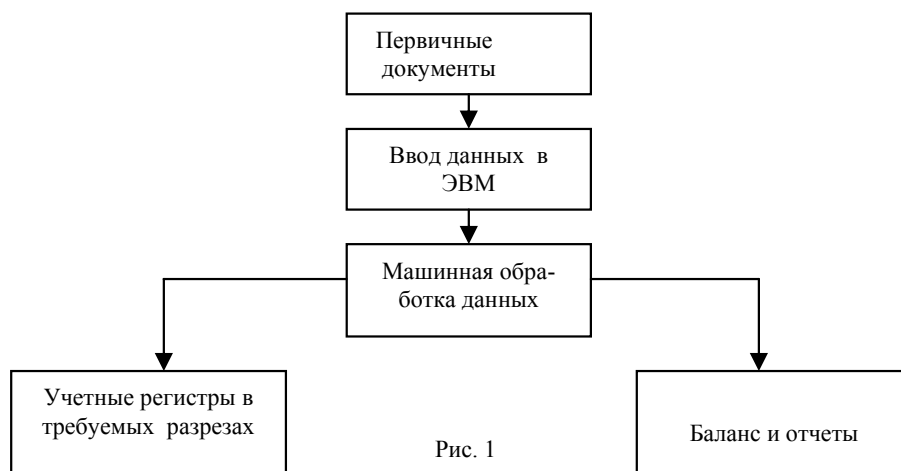 Первичные
документы
Ввод данных в
ЭВМ
Машинная обра-
ботка данных
Учетные регистры в
требуемых разрезах
Баланс и отчеты
Рис. 1